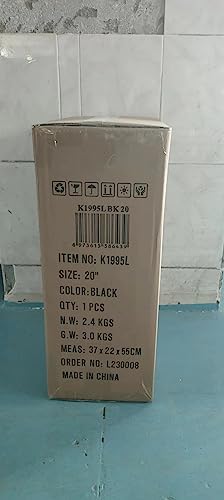 K1995L BK 20
6973615586439
ITEM NO: K1995L
SIZE: 20"
COLOR:BLACK
QTY: 1 PCS
N.W: 2.4 KGS
G.W: 3.0 KGS
MEAS: 37 x 22 x 55CM
ORDER NO: L230008
MADE IN CHINA